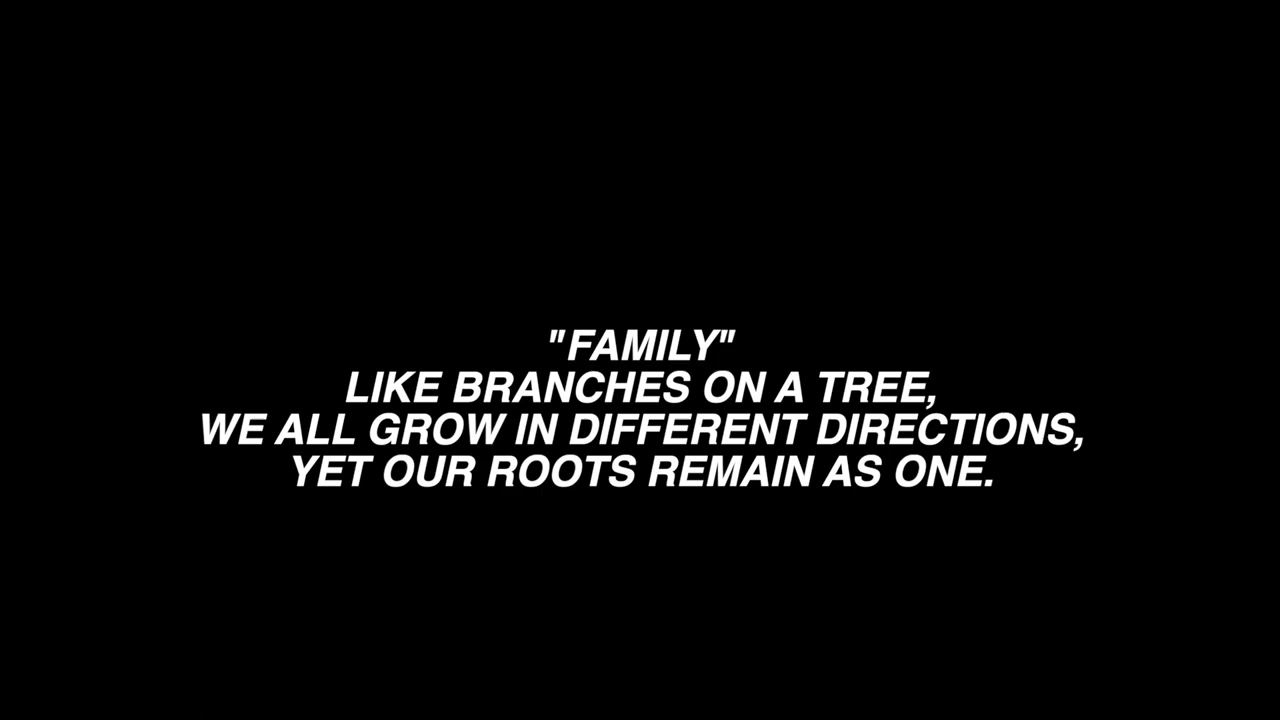 "FAMILY"
LIKE BRANCHES ON A TREE,
WE ALL GROW IN DIFFERENT DIRECTIONS,
YET OUR ROOTS REMAIN AS ONE.